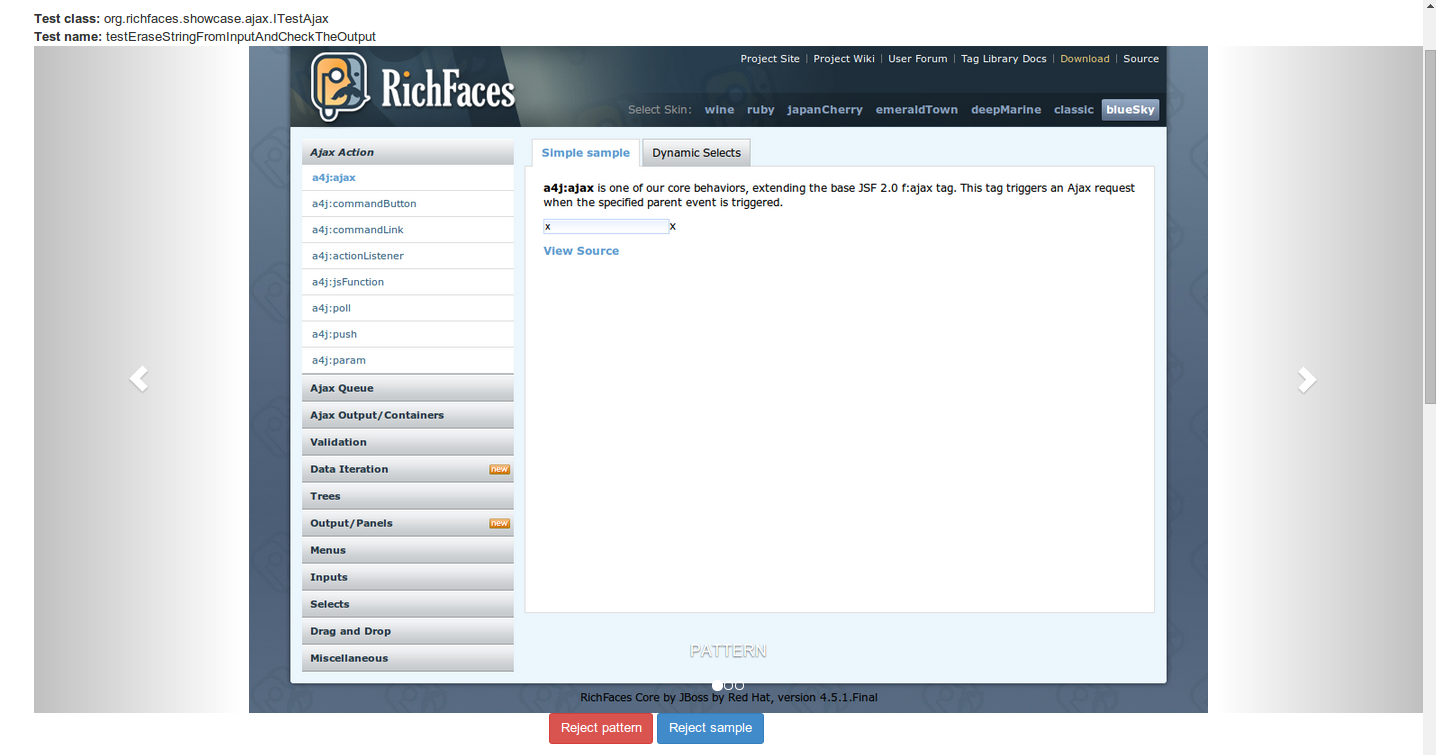 Test class: org.richfaces.showcase.ajax.ITestAjax
Test name: testEraseStringFromInputAndCheckTheOutput
RichFaces
Project Site | Project Wiki | User Forum | Tag Library Docs | Download | Source
Select Skin: wine ruby japanCherry emeraldTown deepMarine classic blueSky
Ajax Action
a4j:ajax
a4j:commandButton
a4j:commandLink
a4j:actionListener
a4j:jsFunction
a4j:poll
a4j:push
a4j:param
Ajax Queue
Ajax Output/Containers
Validation
Data Iteration new
Trees
Output/Panels new
Menus
Inputs
Selects
Drag and Drop
Miscellaneous
Simple sample Dynamic Selects
a4j:ajax is one of our core behaviors, extending the base JSF 2.0 f:ajax tag. This tag triggers an Ajax request
when the specified parent event is triggered.
x x
View Source
PATTERN
RichFaces Core by JBoss by Red Hat, version 4.5.1.Final
Reject pattern Reject sample